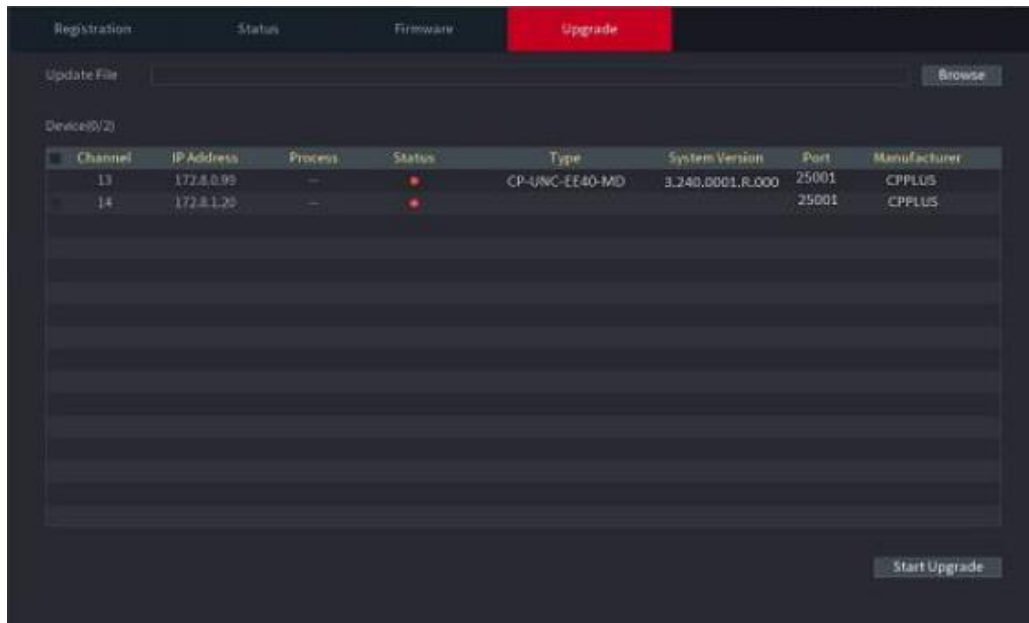 Registration Status Firmware Upgrade
Update File Browse
Device(0/2)
Channel IP Address Process Status Type System Version Port Manufacturer
13 172.8.0.99 — CP-UNC-EE40-MD 3.240.0001.R.000 25001 CPPLUS
14 172.8.1.20 — 25001 CPPLUS
Start Upgrade